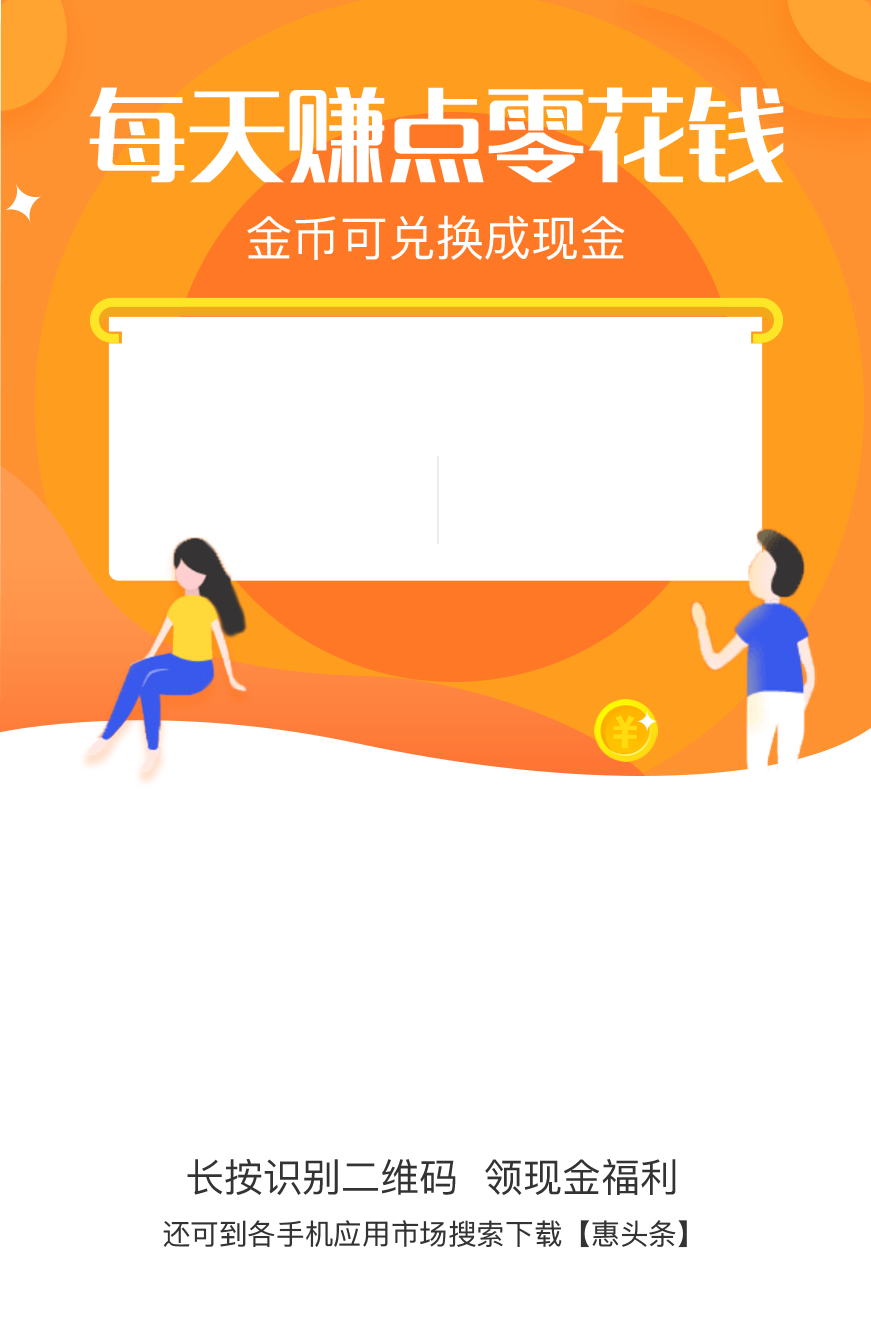 每天赚点零花钱
金币可兑换成现金
¥
长按识别二维码 领现金福利
还可到各手机应用市场搜索下载【惠头条】